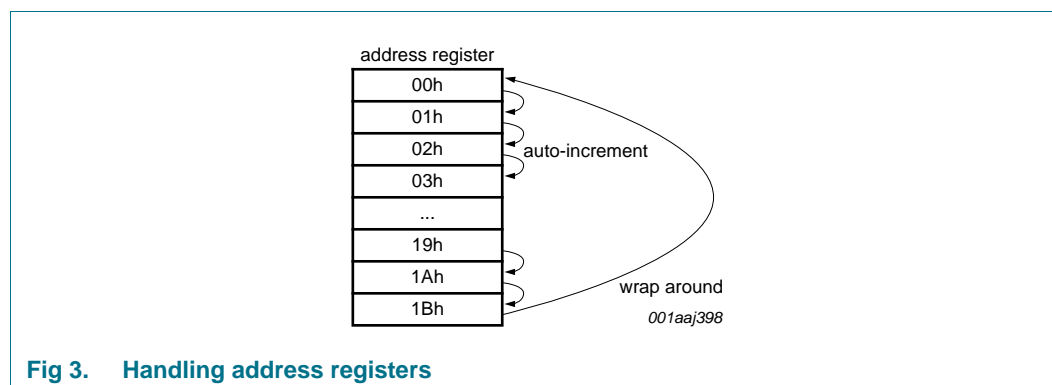 address register
00h
01h
02h
auto-increment
03h
...
19h
1Ah
1Bh
wrap around
001aaj398
Fig 3. Handling address registers